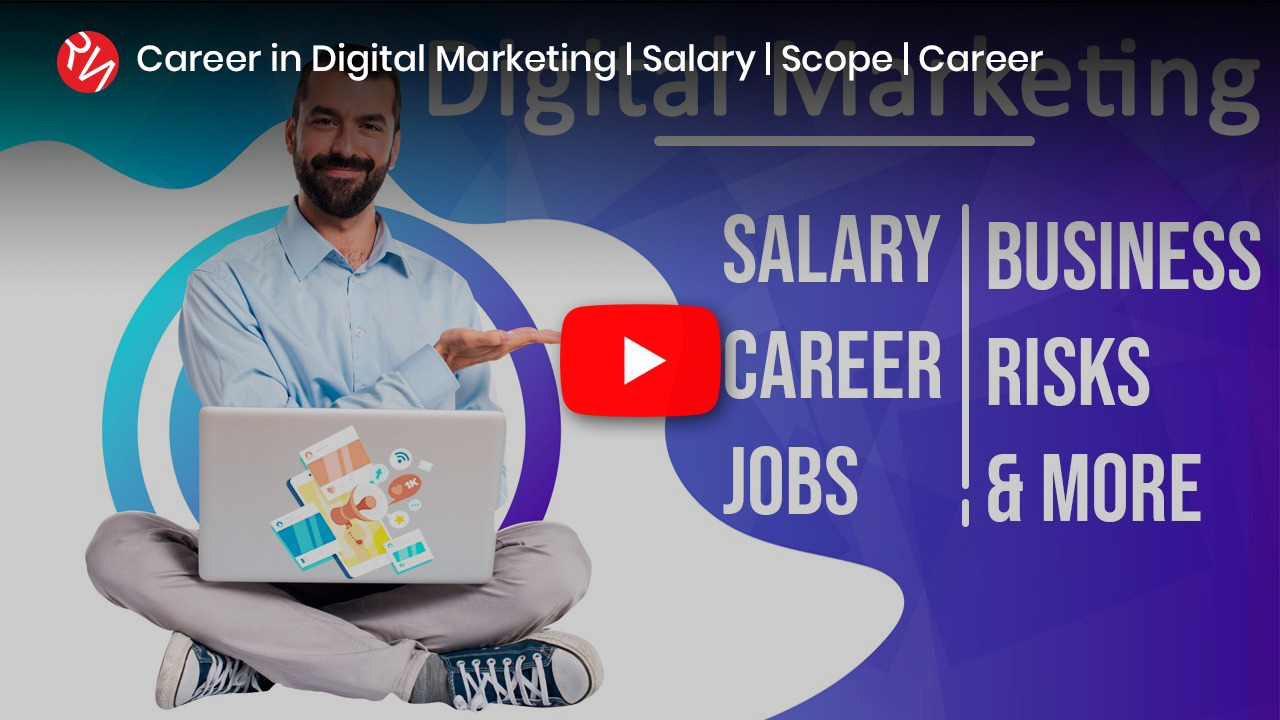 Career in Digital Marketing | Salary | Scope | Career
Digital Marketing
SALARY
CAREER
JOBS
BUSINESS
RISKS
& MORE
1K